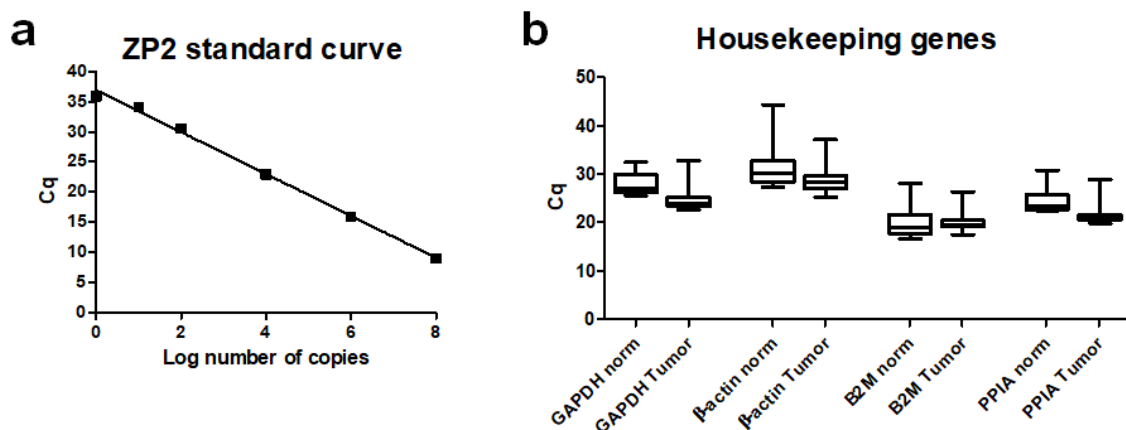 a
ZP2 standard curve
40
35
30
25
20
15
10
5
0
Cq
0 2 4 6 8
Log number of copies
b
Housekeeping genes
50
40
30
20
10
0
Cq
GAPDH norm
GAPDH Tumor
β-actin norm
β-actin Tumor
B2M norm
B2M Tumor
PPIA norm
PPIA Tumor